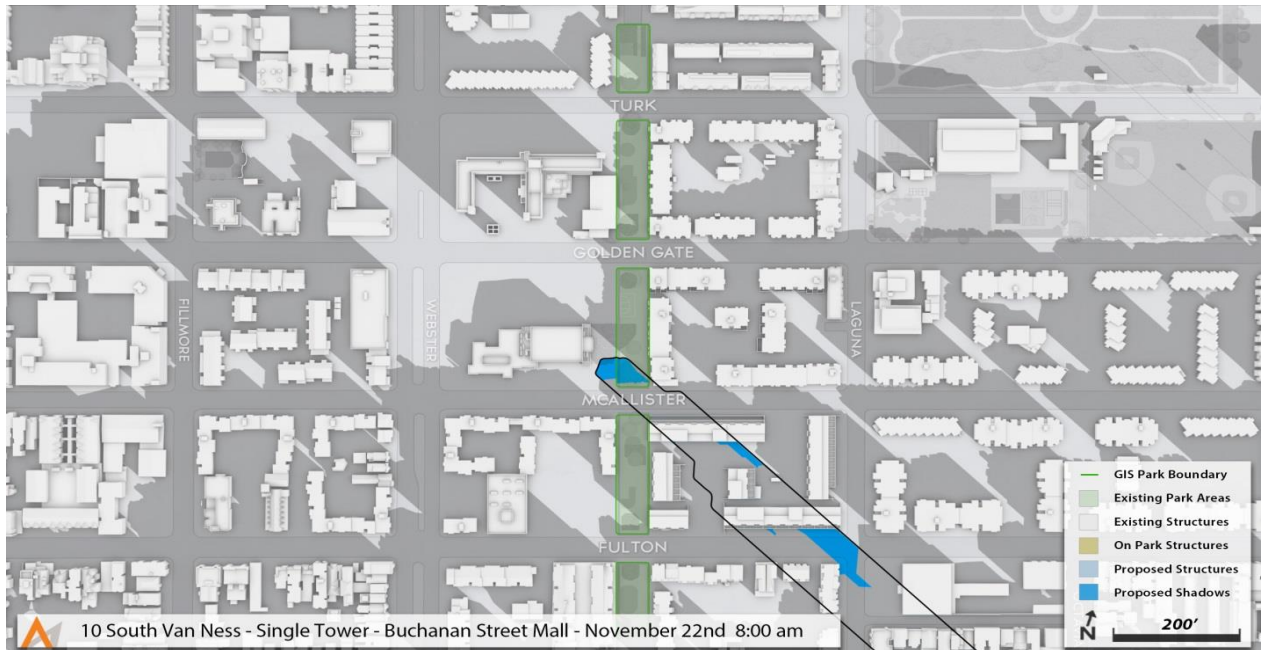 TURK
GOLDEN GATE
FILLMORE
WEBSTER
LAGUNA
MCALLISTER
FULTON
GIS Park Boundary
Existing Park Areas
Existing Structures
On Park Structures
Proposed Structures
Proposed Shadows
N
200’
10 South Van Ness - Single Tower - Buchanan Street Mall - November 22nd 8:00 am